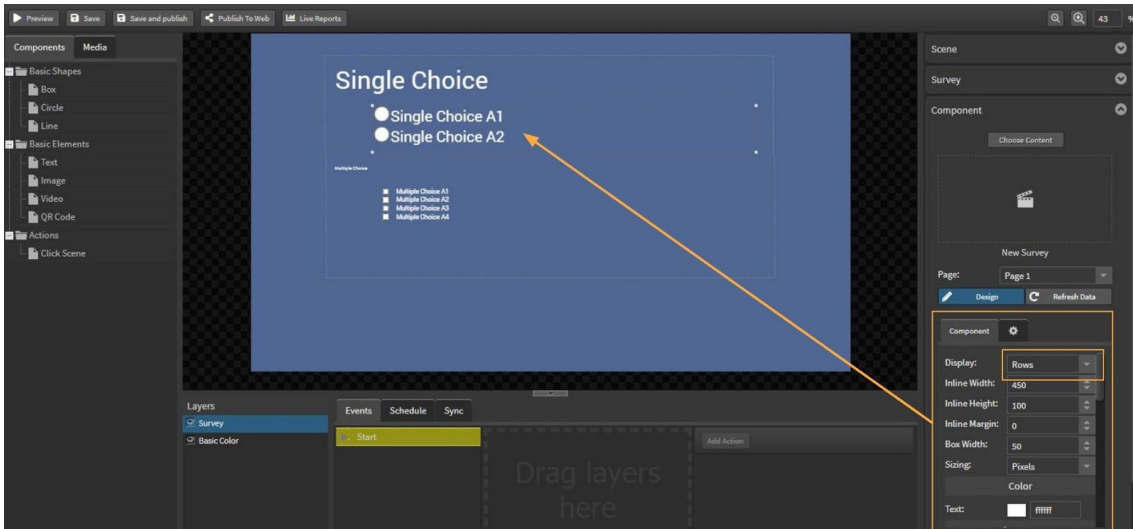 Preview Save Save and publish Publish To Web Live Reports 43 %
Components Media
Basic Shapes
Box
Circle
Line
Basic Elements
Text
Image
Video
QR Code
Actions
Click Scene
Single Choice
Single Choice A1
Single Choice A2
Multiple Choice
Multiple Choice A1
Multiple Choice A2
Multiple Choice A3
Multiple Choice A4
Layers
Survey
Basic Color
Events Schedule Sync
Start
Drag layers
here
Add Action
Scene
Survey
Component
Choose Content
New Survey
Page: Page 1
Design Refresh Data
Component
Display: Rows
Inline Width: 450
Inline Height: 100
Inline Margin: 0
Box Width: 50
Sizing: Pixels
Color
Text: ffffff